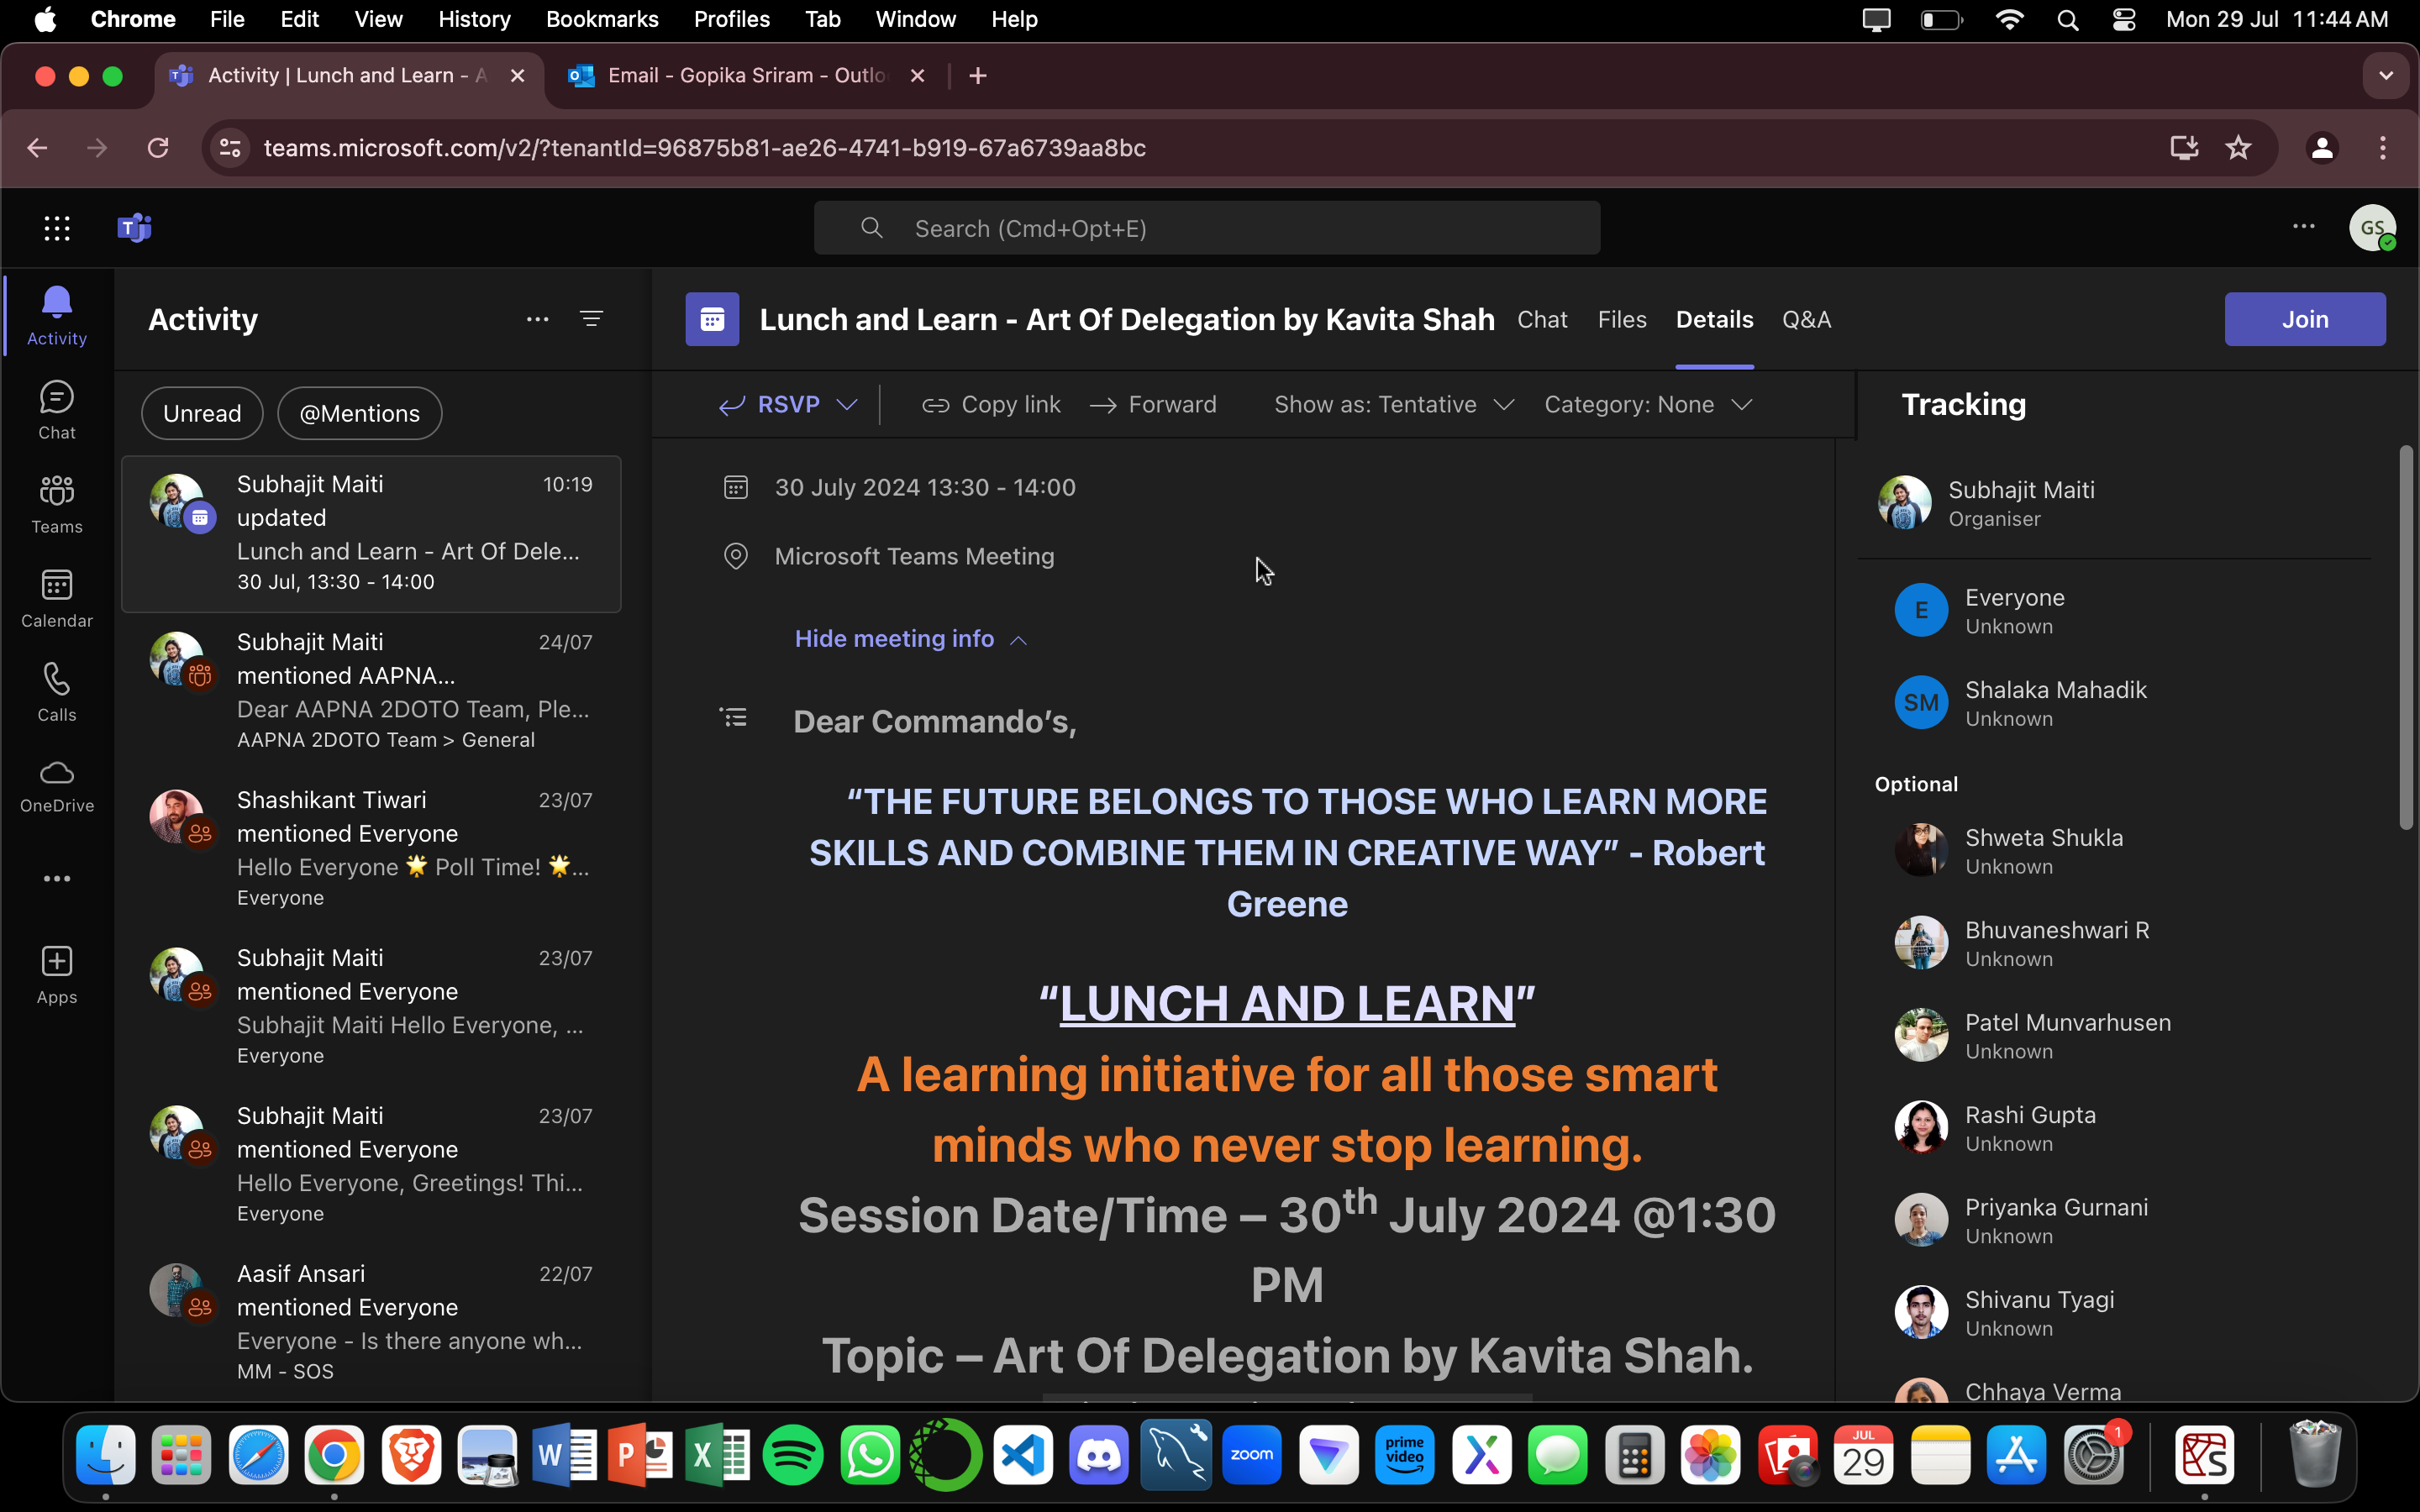 Chrome File Edit View History Bookmarks Profiles Tab Window Help Mon 29 Jul 11:44 AM
Activity | Lunch and Learn - A
Email - Gopika Sriram - Outlo
teams.microsoft.com/v2/?tenantId=96875b81-ae26-4741-b919-67a6739aa8bc
T
Search (Cmd+Opt+E)
GS
Activity
Chat
Teams
Calendar
Calls
OneDrive
Apps
Activity
Unread @Mentions
Subhajit Maiti 10:19
updated
Lunch and Learn - Art Of Dele...
30 Jul, 13:30 - 14:00
Subhajit Maiti 24/07
mentioned AAPNA...
Dear AAPNA 2DOTO Team, Ple...
AAPNA 2DOTO Team > General
Shashikant Tiwari 23/07
mentioned Everyone
Hello Everyone 🌟 Poll Time! 🌟...
Everyone
Subhajit Maiti 23/07
mentioned Everyone
Subhajit Maiti Hello Everyone, ...
Everyone
Subhajit Maiti 23/07
mentioned Everyone
Hello Everyone, Greetings! Thi...
Everyone
Aasif Ansari 22/07
mentioned Everyone
Everyone - Is there anyone wh...
MM - SOS
Lunch and Learn - Art Of Delegation by Kavita Shah Chat Files Details Q&A Join
RSVP Copy link Forward Show as: Tentative Category: None
30 July 2024 13:30 - 14:00
Microsoft Teams Meeting
Hide meeting info
Dear Commando’s,
“THE FUTURE BELONGS TO THOSE WHO LEARN MORE
SKILLS AND COMBINE THEM IN CREATIVE WAY” - Robert
Greene
“LUNCH AND LEARN”
A learning initiative for all those smart
minds who never stop learning.
Session Date/Time – 30th July 2024 @1:30
PM
Topic – Art Of Delegation by Kavita Shah.
Tracking
Subhajit Maiti
Organiser
E
Everyone
Unknown
SM
Shalaka Mahadik
Unknown
Optional
Shweta Shukla
Unknown
Bhuvaneshwari R
Unknown
Patel Munvarhusen
Unknown
Rashi Gupta
Unknown
Priyanka Gurnani
Unknown
Shivanu Tyagi
Unknown
Chhaya Verma
W P X zoom prime video JUL 29 1 S